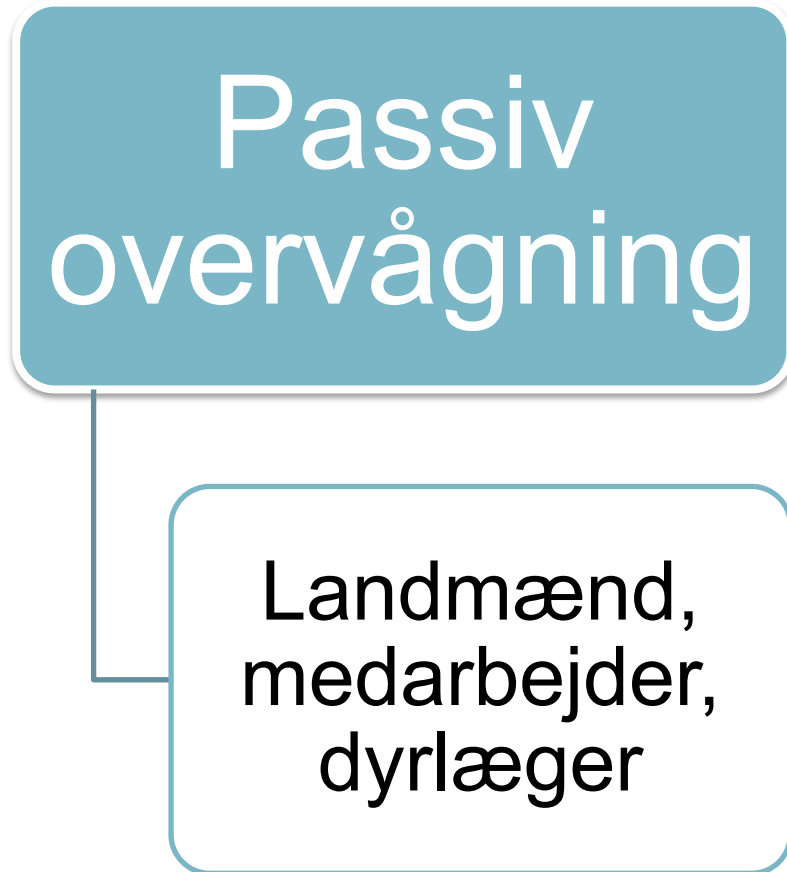 Passiv
overvågning
Landmænd,
medarbejder,
dyrlæger